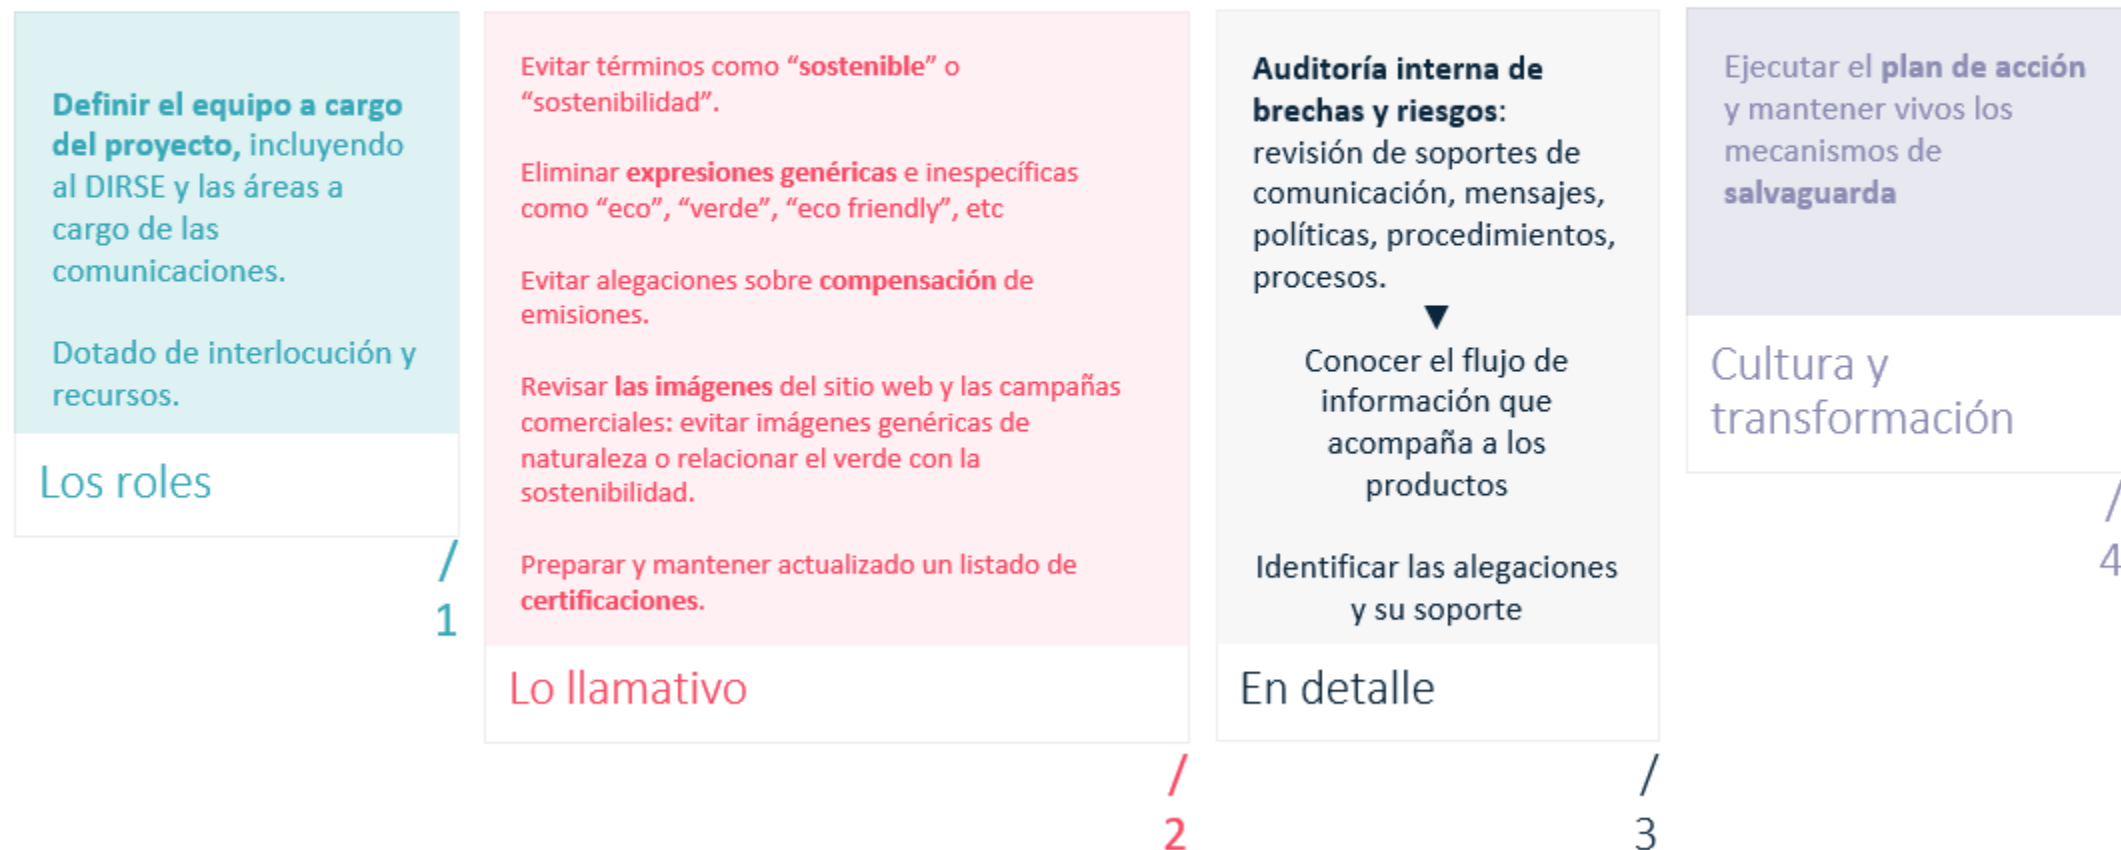 Definir el equipo a cargo
del proyecto, incluyendo
al DIRSE y las áreas a
cargo de las
comunicaciones.
Dotado de interlocución y
recursos.
Los roles
/
1
Evitar términos como “sostenible” o
“sostenibilidad”.
Eliminar expresiones genéricas e inespecíficas
como “eco”, “verde”, “eco friendly”, etc
Evitar alegaciones sobre compensación de
emisiones.
Revisar las imágenes del sitio web y las campañas
comerciales: evitar imágenes genéricas de
naturaleza o relacionar el verde con la
sostenibilidad.
Preparar y mantener actualizado un listado de
certificaciones.
Lo llamativo
/
2
Auditoría interna de
brechas y riesgos:
revisión de soportes de
comunicación, mensajes,
políticas, procedimientos,
procesos.
Conocer el flujo de
información que
acompaña a los
productos
Identificar las alegaciones
y su soporte
En detalle
/
3
Ejecutar el plan de acción
y mantener vivos los
mecanismos de
salvaguarda
Cultura y
transformación
/
4